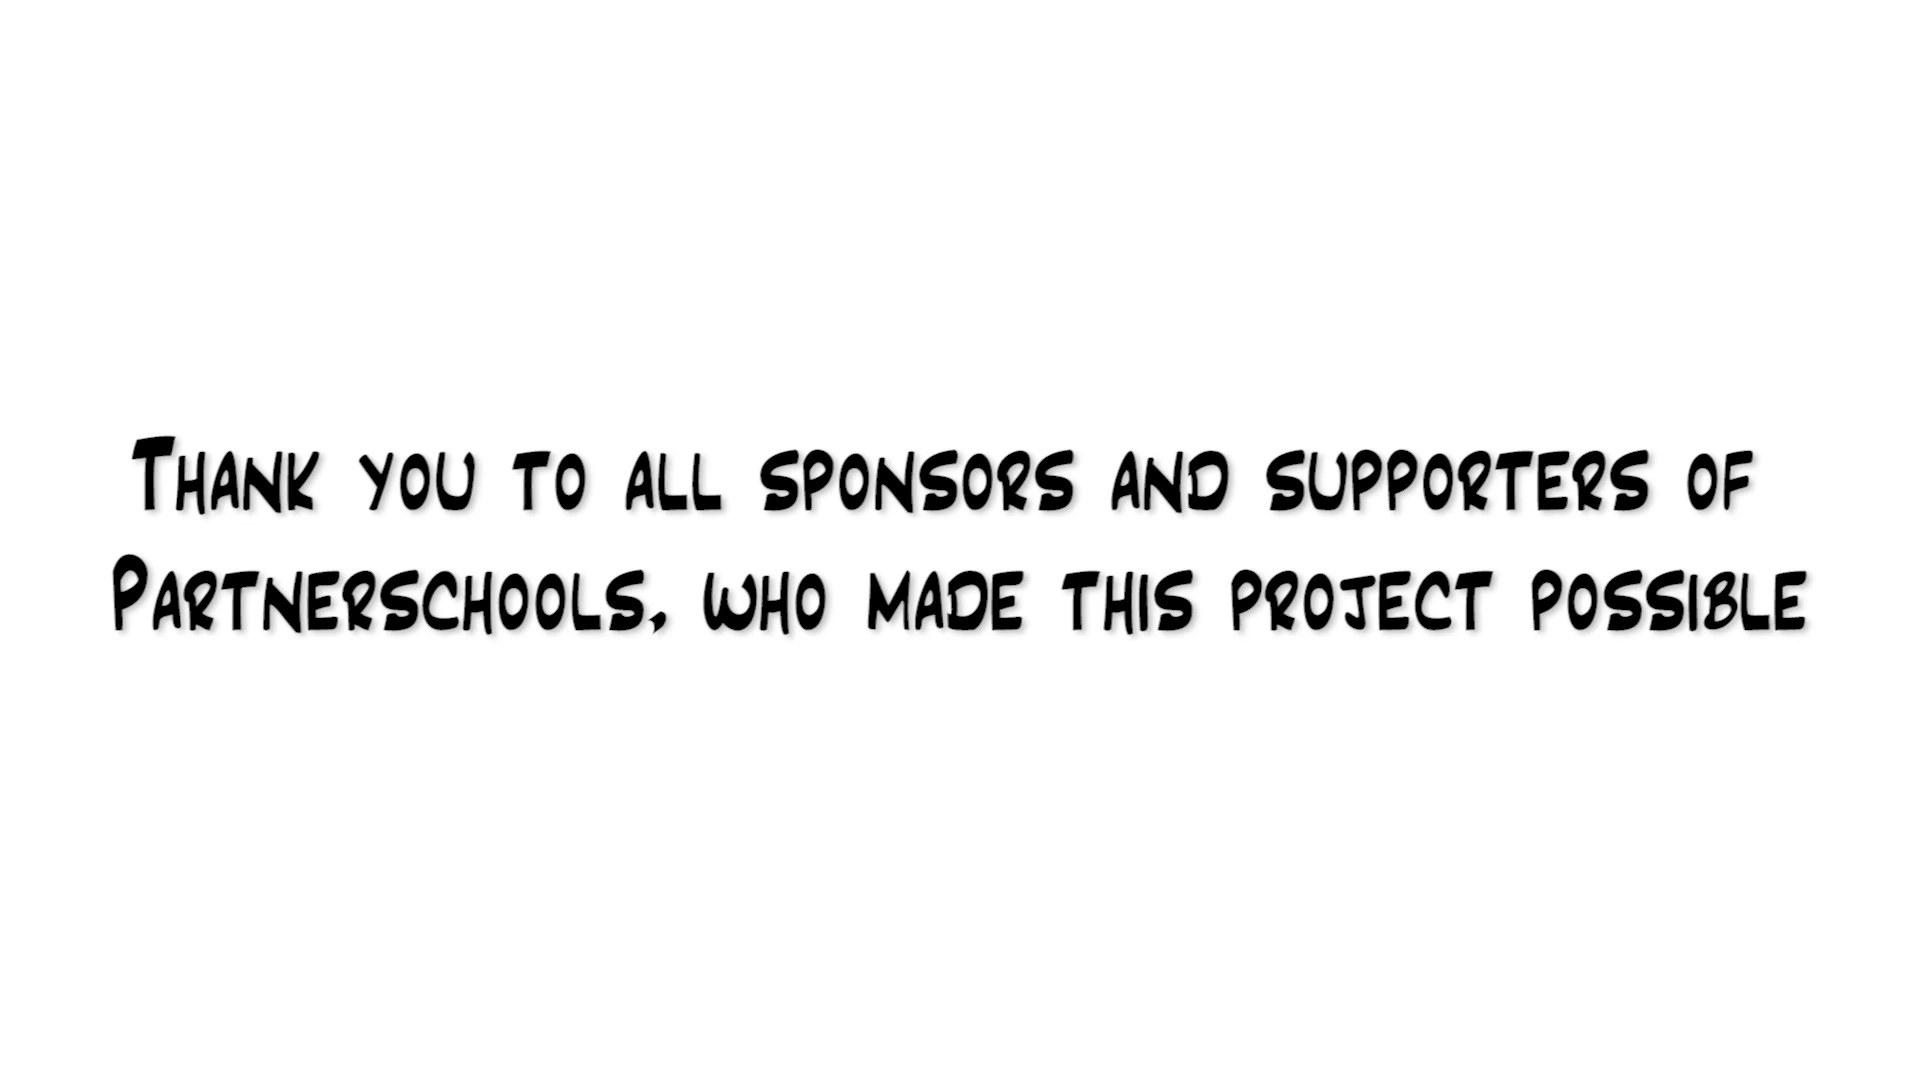 Thank you to all sponsors and supporters of
Partnerschools, who made this project possible